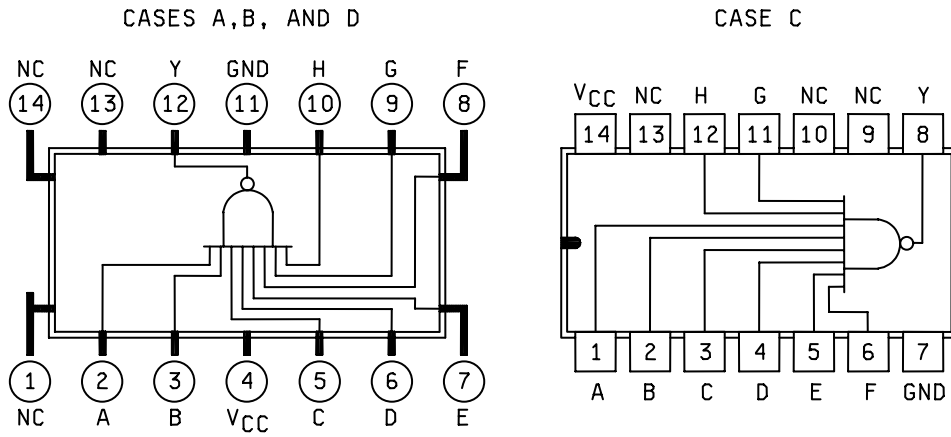 CASES A,B, AND D
NC NC Y GND H G F
14 13 12 11 10 9 8
1 2 3 4 5 6 7
NC A B VCC C D E
CASE C
VCC NC H G NC NC Y
14 13 12 11 10 9 8
1 2 3 4 5 6 7
A B C D E F GND